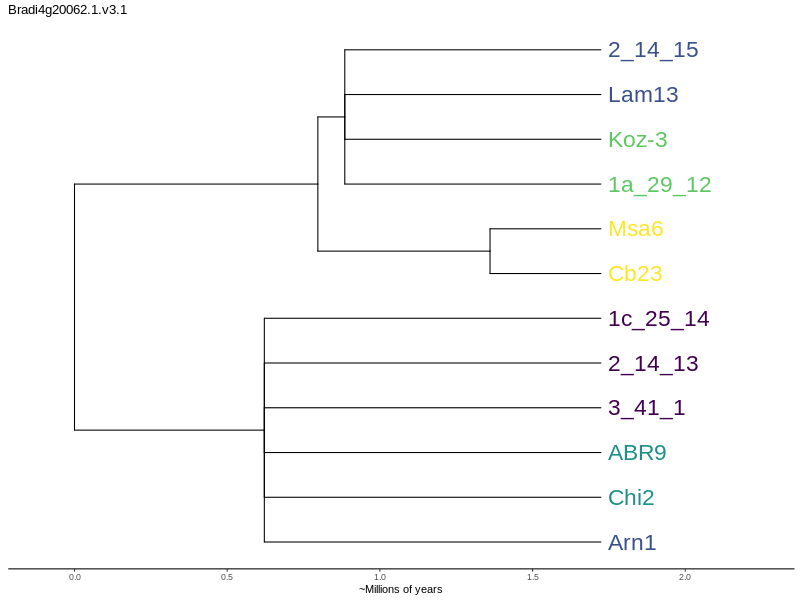 Bradi4g20062.1.v3.1
2_14_15
Lam13
Koz-3
1a_29_12
Msa6
Cb23
1c_25_14
2_14_13
3_41_1
ABR9
Chi2
Arn1
0.0 0.5 1.0 1.5 2.0
~Millions of years